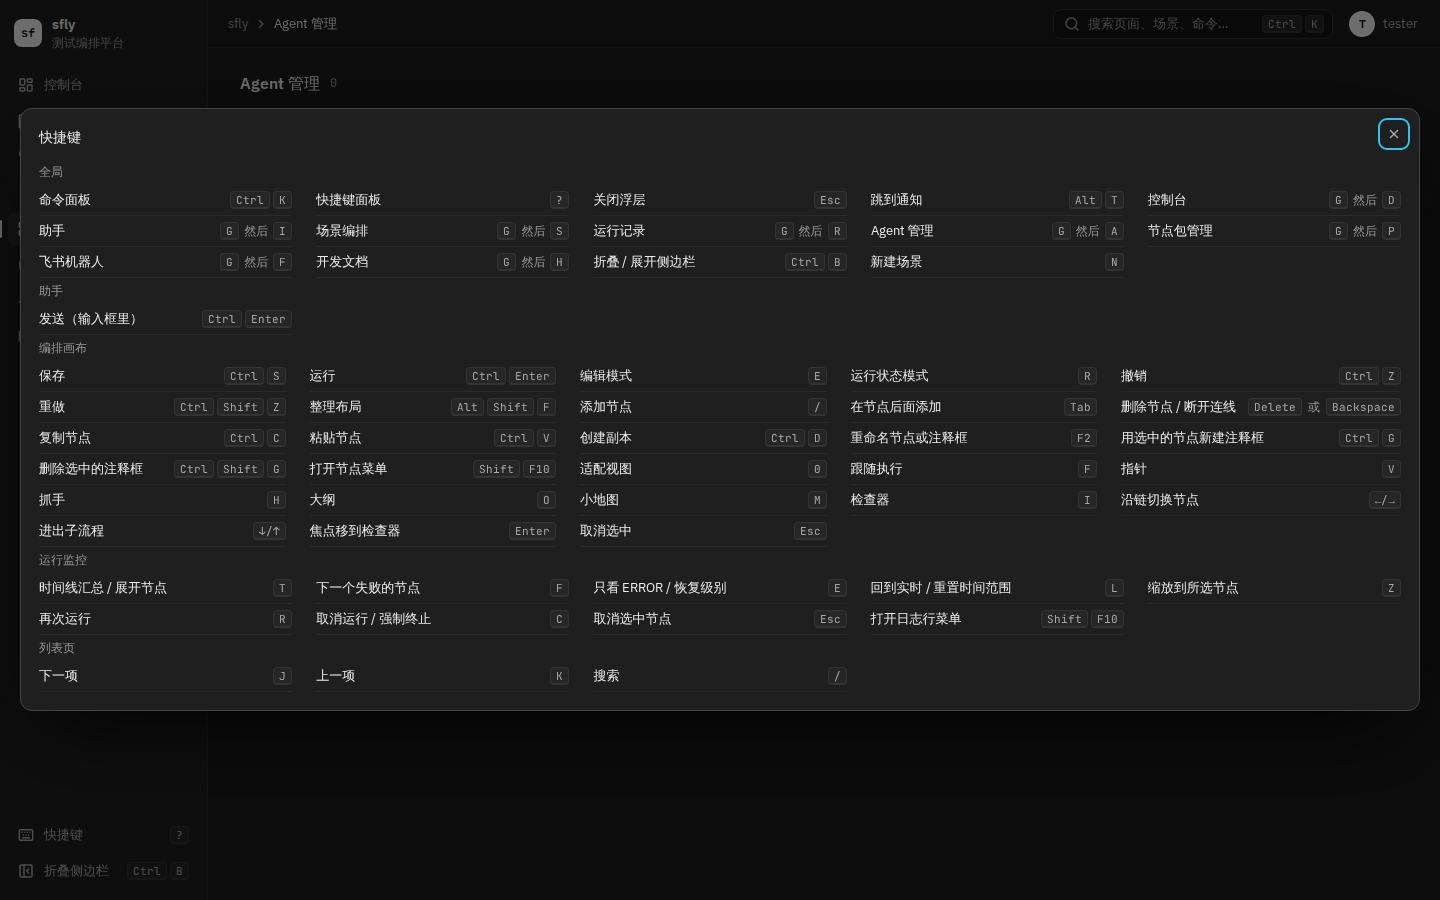 sf sfly
测试编排平台
sfly > Agent 管理
搜索页面、场景、命令... Ctrl K
T tester
控制台
Agent 管理 0
快捷键
全局
命令面板 Ctrl K 快捷键面板 ? 关闭浮层 Esc 跳到通知 Alt T 控制台 G 然后 D
助手 G 然后 I 场景编排 G 然后 S 运行记录 G 然后 R Agent 管理 G 然后 A 节点包管理 G 然后 P
飞书机器人 G 然后 F 开发文档 G 然后 H 折叠 / 展开侧边栏 Ctrl B 新建场景 N
助手
发送（输入框里） Ctrl Enter
编排画布
保存 Ctrl S 运行 Ctrl Enter 编辑模式 E 运行状态模式 R 撤销 Ctrl Z
重做 Ctrl Shift Z 整理布局 Alt Shift F 添加节点 / 在节点后面添加 Tab 删除节点 / 断开连线 Delete 或 Backspace
复制节点 Ctrl C 粘贴节点 Ctrl V 创建副本 Ctrl D 重命名节点或注释框 F2 用选中的节点新建注释框 Ctrl G
删除选中的注释框 Ctrl Shift G 打开节点菜单 Shift F10 适配视图 0 跟随执行 F 指针 V
抓手 H 大纲 O 小地图 M 检查器 I 沿链切换节点 ←/→
进出子流程 ↓/↑ 焦点移到检查器 Enter 取消选中 Esc
运行监控
时间线汇总 / 展开节点 T 下一个失败的节点 F 只看 ERROR / 恢复级别 E 回到实时 / 重置时间范围 L 缩放到所选节点 Z
再次运行 R 取消运行 / 强制终止 C 取消选中节点 Esc 打开日志行菜单 Shift F10
列表页
下一项 J 上一项 K 搜索 /
快捷键 ?
折叠侧边栏 Ctrl B